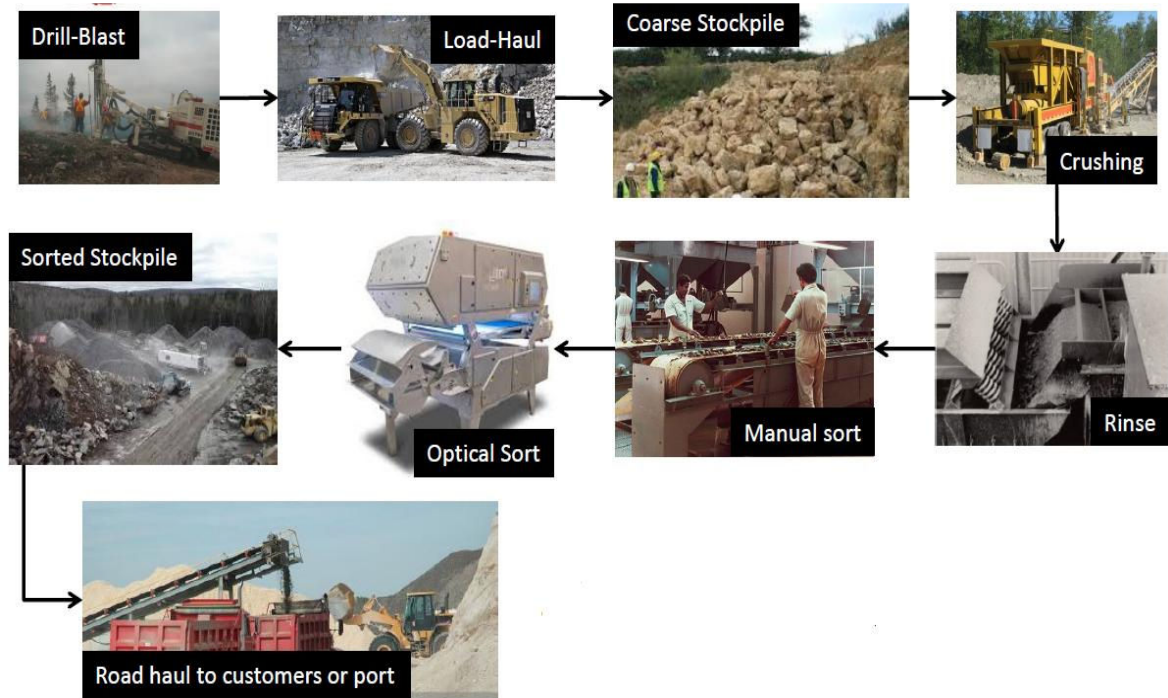 Drill-Blast
Load-Haul
Coarse Stockpile
Crushing
Rinse
Manual sort
Optical Sort
Sorted Stockpile
Road haul to customers or port